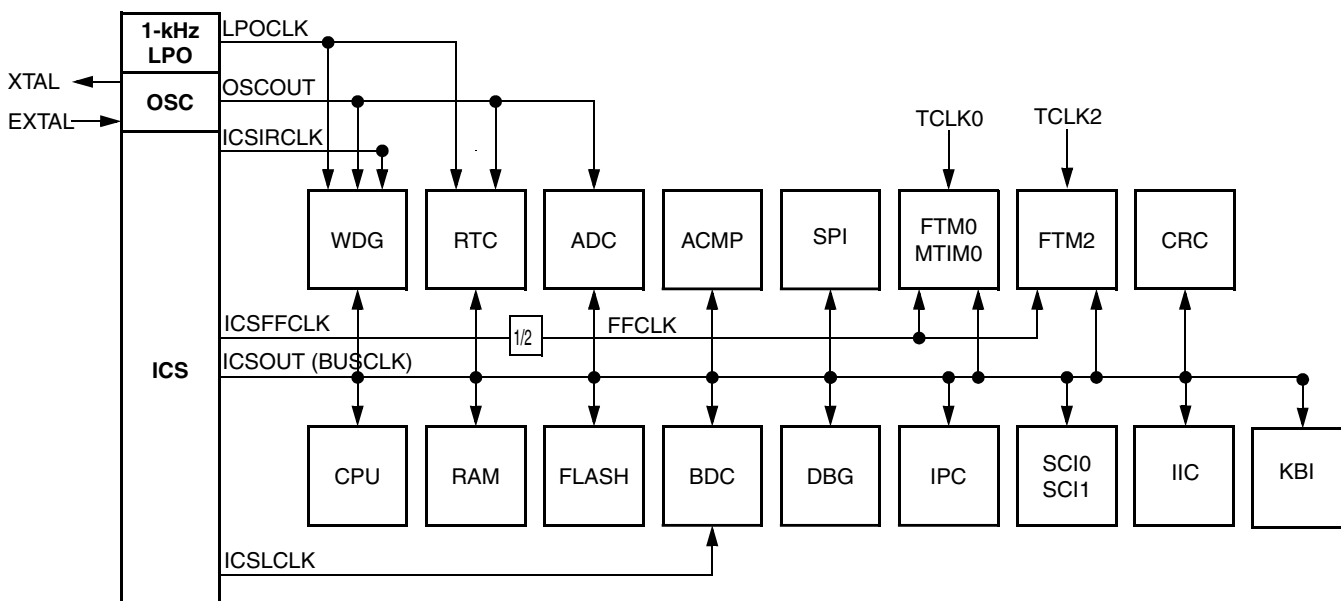 1-kHz
LPO
LPOCLK
XTAL
OSCOUT
OSC
EXTAL
ICSIRCLK
TCLK0
TCLK2
WDG
RTC
ADC
ACMP
SPI
FTM0
MTIM0
FTM2
CRC
ICSFFCLK
1/2
FFCLK
ICSOUT (BUSCLK)
ICS
CPU
RAM
FLASH
BDC
DBG
IPC
SCI0
SCI1
IIC
KBI
ICSLCLK